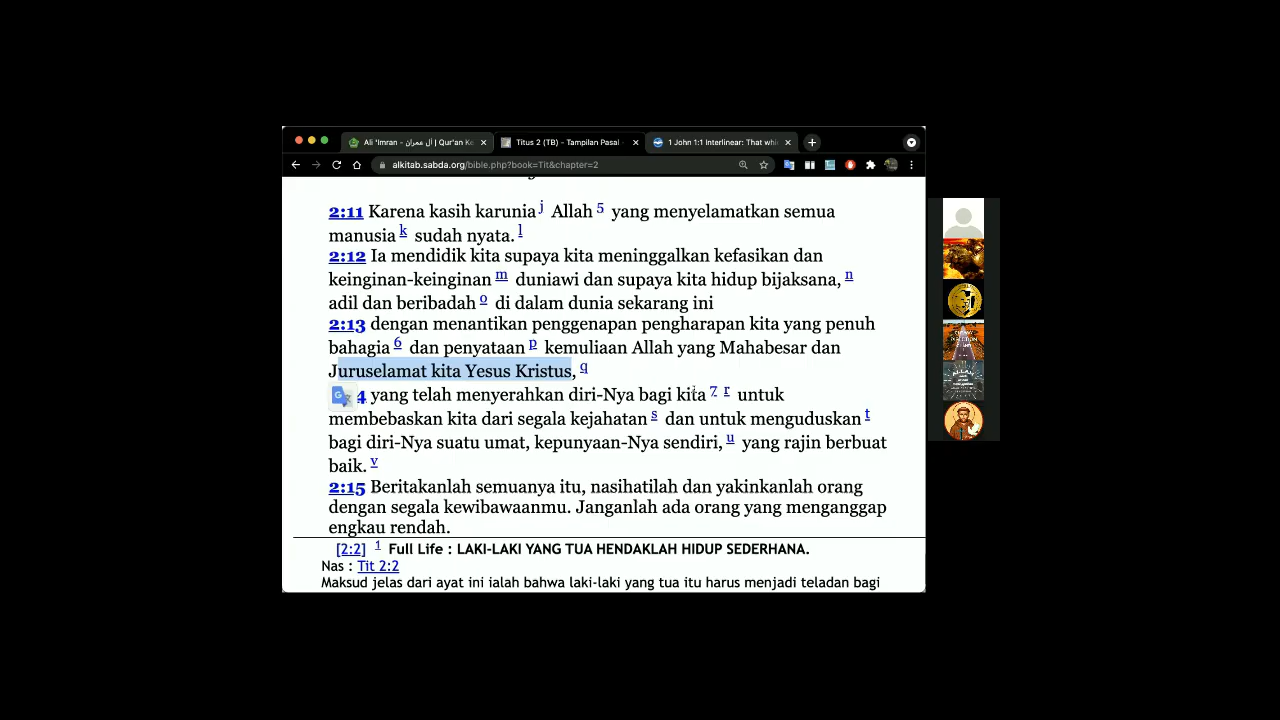 Ali 'Imran - آل عمران | Qur'an Ke
Titus 2 (TB) - Tampilan Pasal
1 John 1:1 Interlinear: That whi
alkitab.sabda.org/bible.php?book=Tit&chapter=2
2:11 Karena kasih karunia j Allah 5 yang menyelamatkan semua
manusia k sudah nyata. l
2:12 Ia mendidik kita supaya kita meninggalkan kefasikan dan
keinginan-keinginan m duniawi dan supaya kita hidup bijaksana, n
adil dan beribadah o di dalam dunia sekarang ini
2:13 dengan menantikan penggenapan pengharapan kita yang penuh
bahagia 6 dan penyataan p kemuliaan Allah yang Mahabesar dan
Juruselamat kita Yesus Kristus, q
4 yang telah menyerahkan diri-Nya bagi kita 7 r untuk
membebaskan kita dari segala kejahatan s dan untuk menguduskan t
bagi diri-Nya suatu umat, kepunyaan-Nya sendiri, u yang rajin berbuat
baik. v
2:15 Beritakanlah semuanya itu, nasihatilah dan yakinkanlah orang
dengan segala kewibawaanmu. Janganlah ada orang yang menganggap
engkau rendah.
[2:2] 1 Full Life : LAKI-LAKI YANG TUA HENDAKLAH HIDUP SEDERHANA.
Nas : Tit 2:2
Maksud jelas dari ayat ini ialah bahwa laki-laki yang tua itu harus menjadi teladan bagi